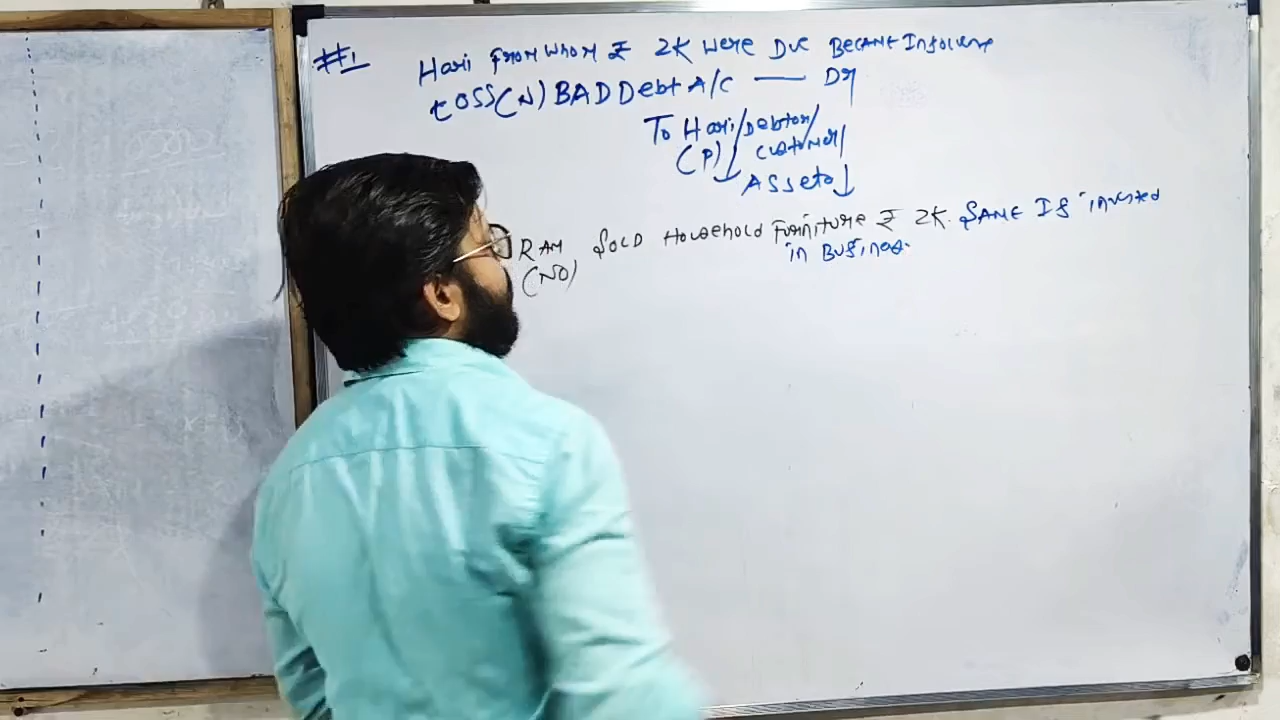 #1 Hari From whom ₹ 2K were Due Became Insolvent
LOSS(N) BAD Debt A/C — Dr
To Hari/Debtor/
(P)↓ Customer/
Assets↓
RAM SOLD Household Furniture ₹ 2K. SAME IS invested
(NO) in Business.